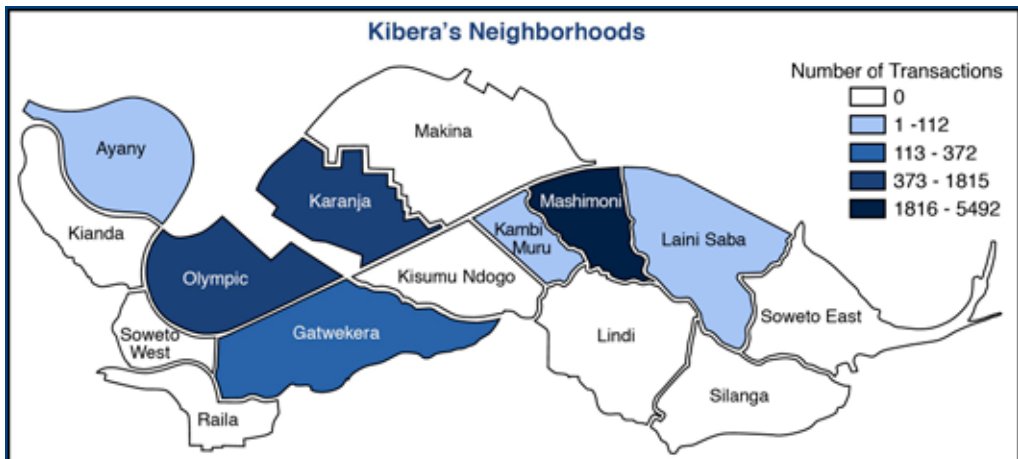 Kibera's Neighborhoods
Number of Transactions
0
1 -112
113 - 372
373 - 1815
1816 - 5492
Makina
Ayany
Karanja
Mashimoni
Kianda
Kambi
Muru
Laini Saba
Olympic
Kisumu Ndogo
Soweto East
Soweto
West
Gatwekera
Lindi
Silanga
Raila